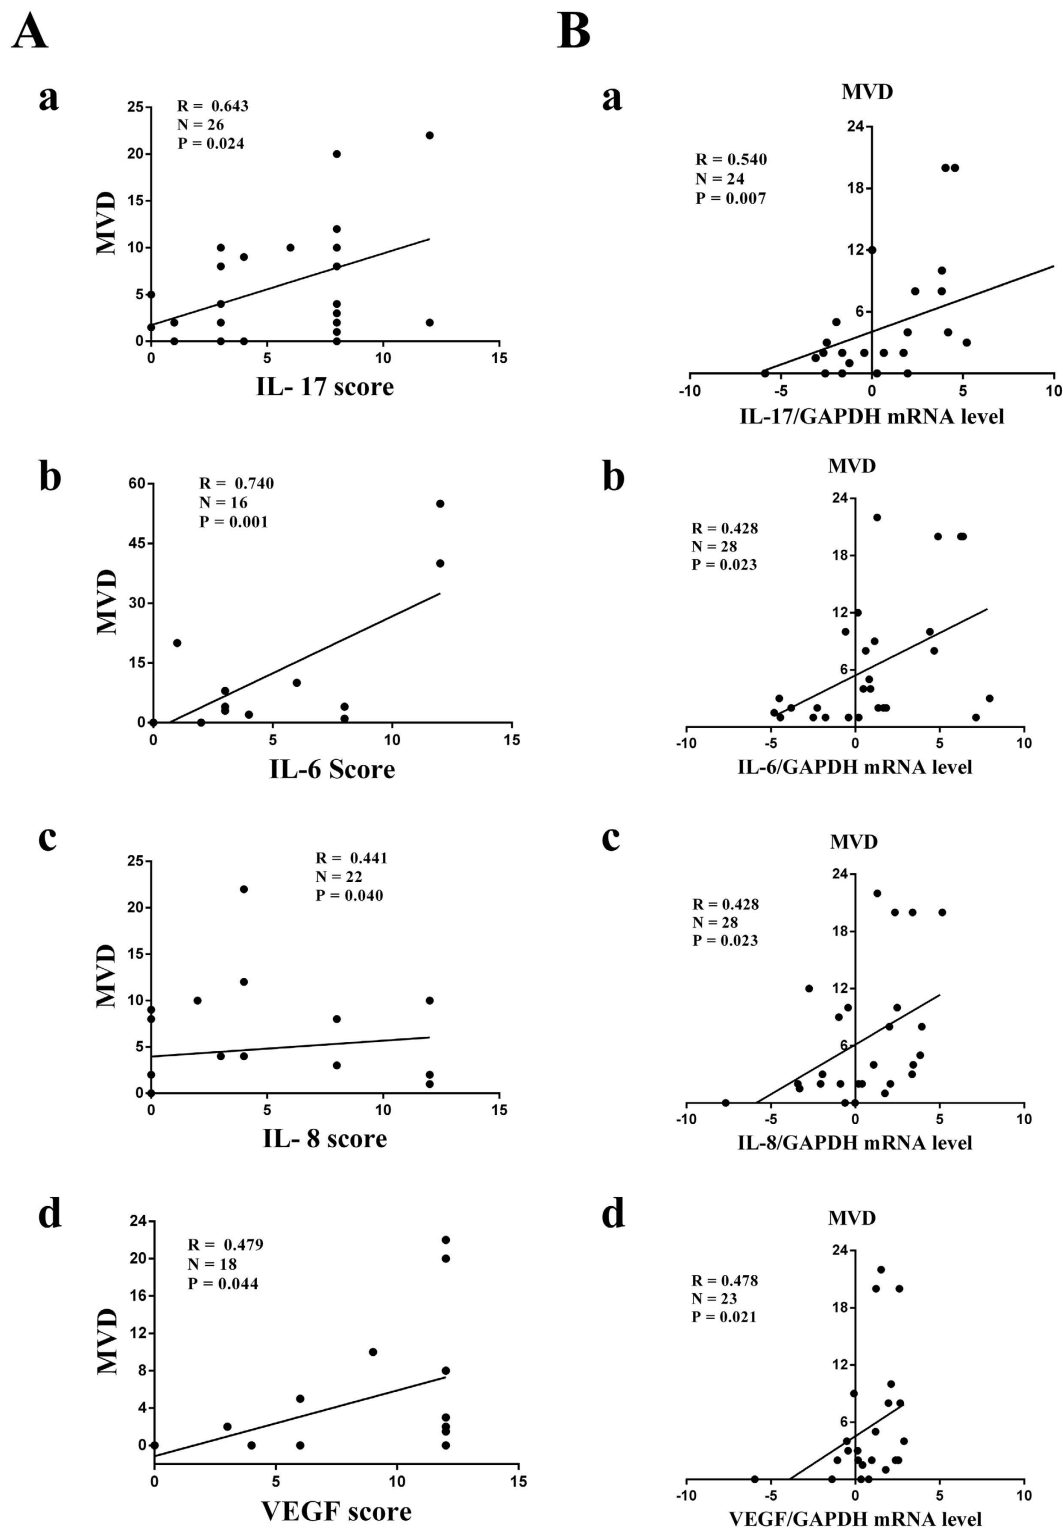 A
B
a
R = 0.643
N = 26
P = 0.024
25
20
15
10
5
0
MVD
0 5 10 15
IL- 17 score
a
MVD
R = 0.540
N = 24
P = 0.007
24
18
12
6
-10 -5 0 5 10
IL-17/GAPDH mRNA level
b
R = 0.740
N = 16
P = 0.001
60
45
30
15
0
MVD
0 5 10 15
IL-6 Score
b
MVD
R = 0.428
N = 28
P = 0.023
24
18
12
6
-10 -5 0 5 10
IL-6/GAPDH mRNA level
c
R = 0.441
N = 22
P = 0.040
25
20
15
10
5
0
MVD
0 5 10 15
IL- 8 score
c
MVD
R = 0.428
N = 28
P = 0.023
24
18
12
6
-10 -5 0 5 10
IL-8/GAPDH mRNA level
d
R = 0.479
N = 18
P = 0.044
24
20
16
12
8
4
0
MVD
0 5 10 15
VEGF score
d
MVD
R = 0.478
N = 23
P = 0.021
24
18
12
6
-10 -5 0 5 10
VEGF/GAPDH mRNA level